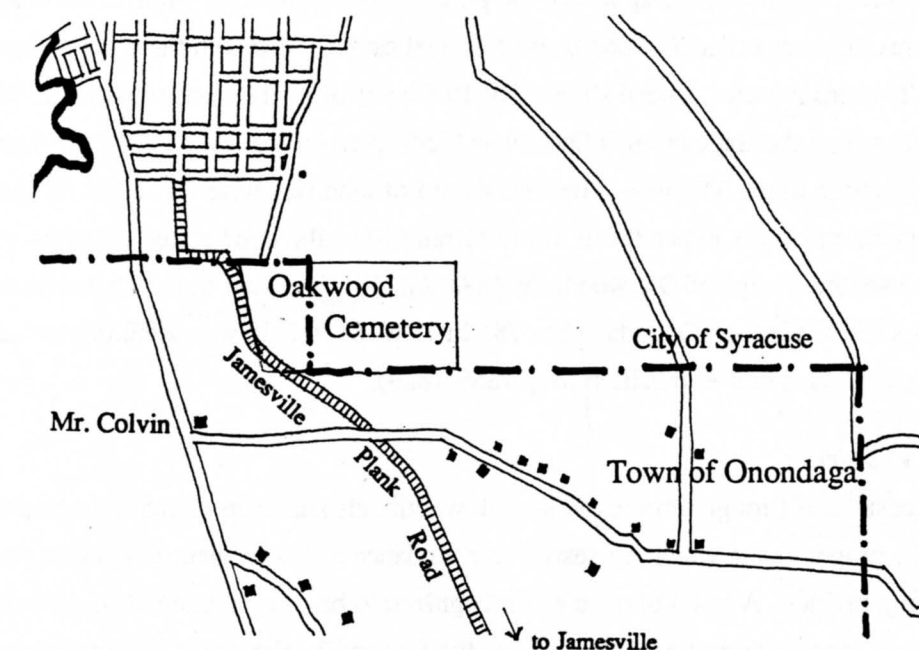 Oakwood
Cemetery
City of Syracuse
Jamesville
Plank
Road
Mr. Colvin
Town of Onondaga
to Jamesville